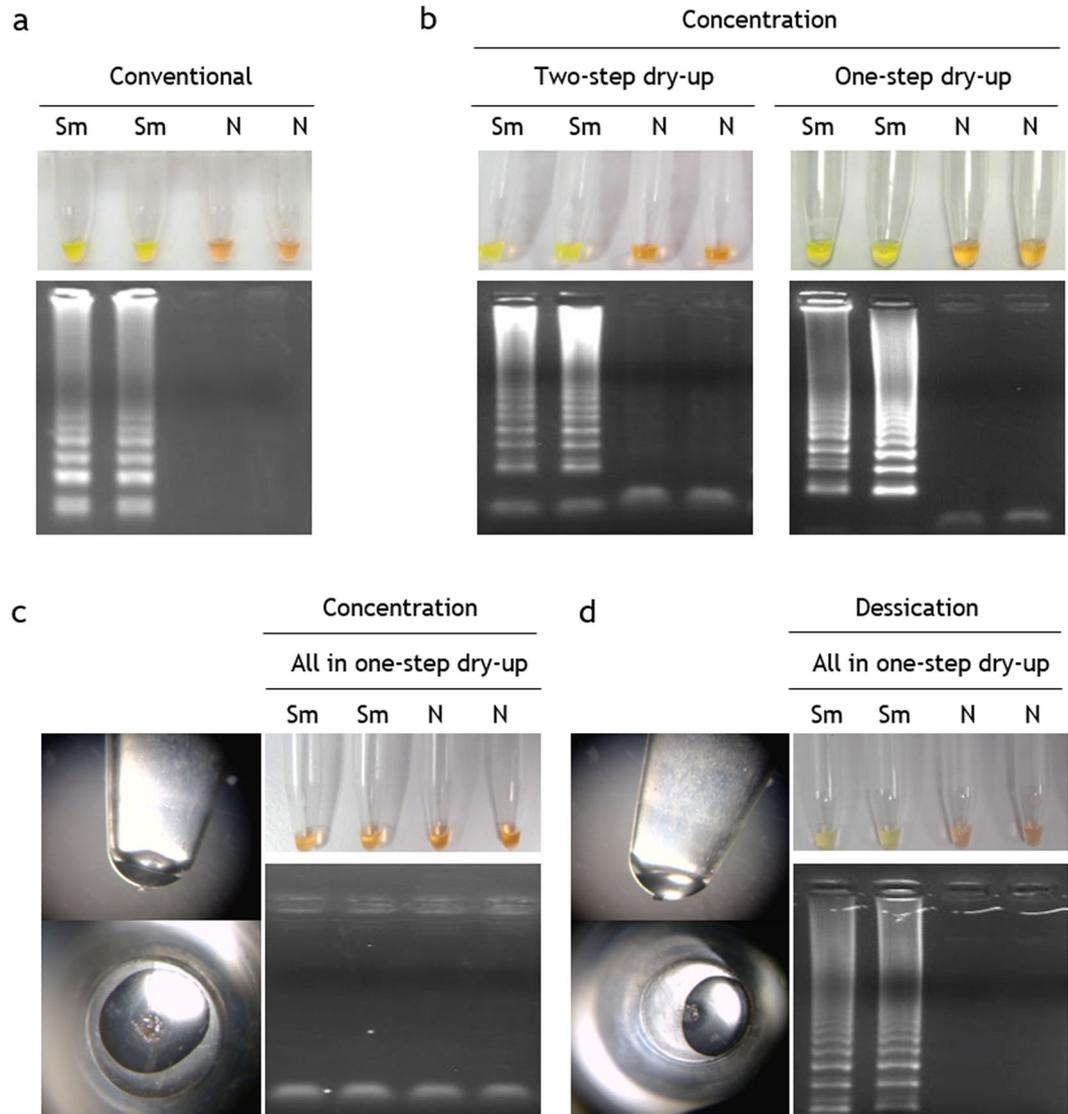 a
Conventional
Sm Sm N N
b
Concentration
Two-step dry-up One-step dry-up
Sm Sm N N Sm Sm N N
c
Concentration
All in one-step dry-up
Sm Sm N N
d
Dessication
All in one-step dry-up
Sm Sm N N